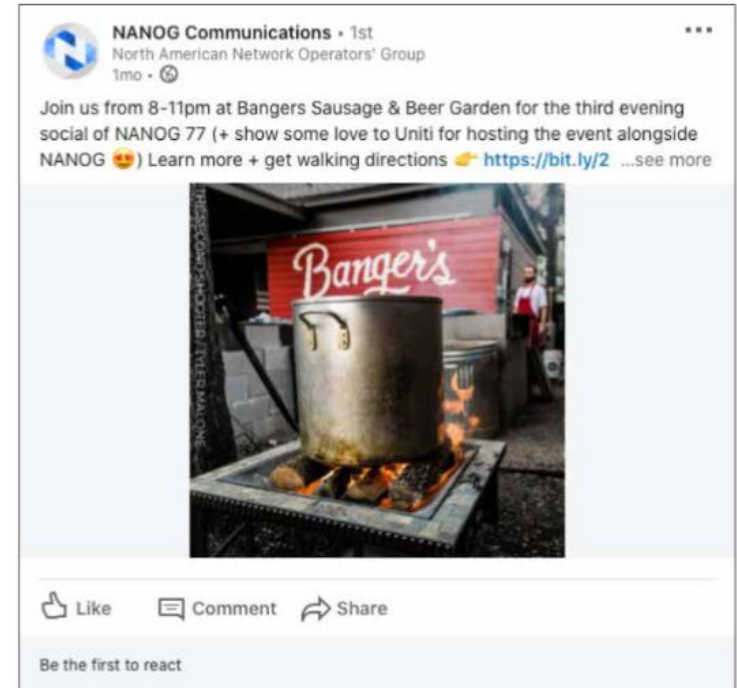 NANOG Communications • 1st
North American Network Operators' Group
1mo •
Join us from 8-11pm at Bangers Sausage & Beer Garden for the third evening
social of NANOG 77 (+ show some love to Uniti for hosting the event alongside
NANOG 😍) Learn more + get walking directions 👉 https://bit.ly/2 ...see more
THESECONDSHOOTER/TYLER MALONE
Banger's
Like
Comment
Share
Be the first to react